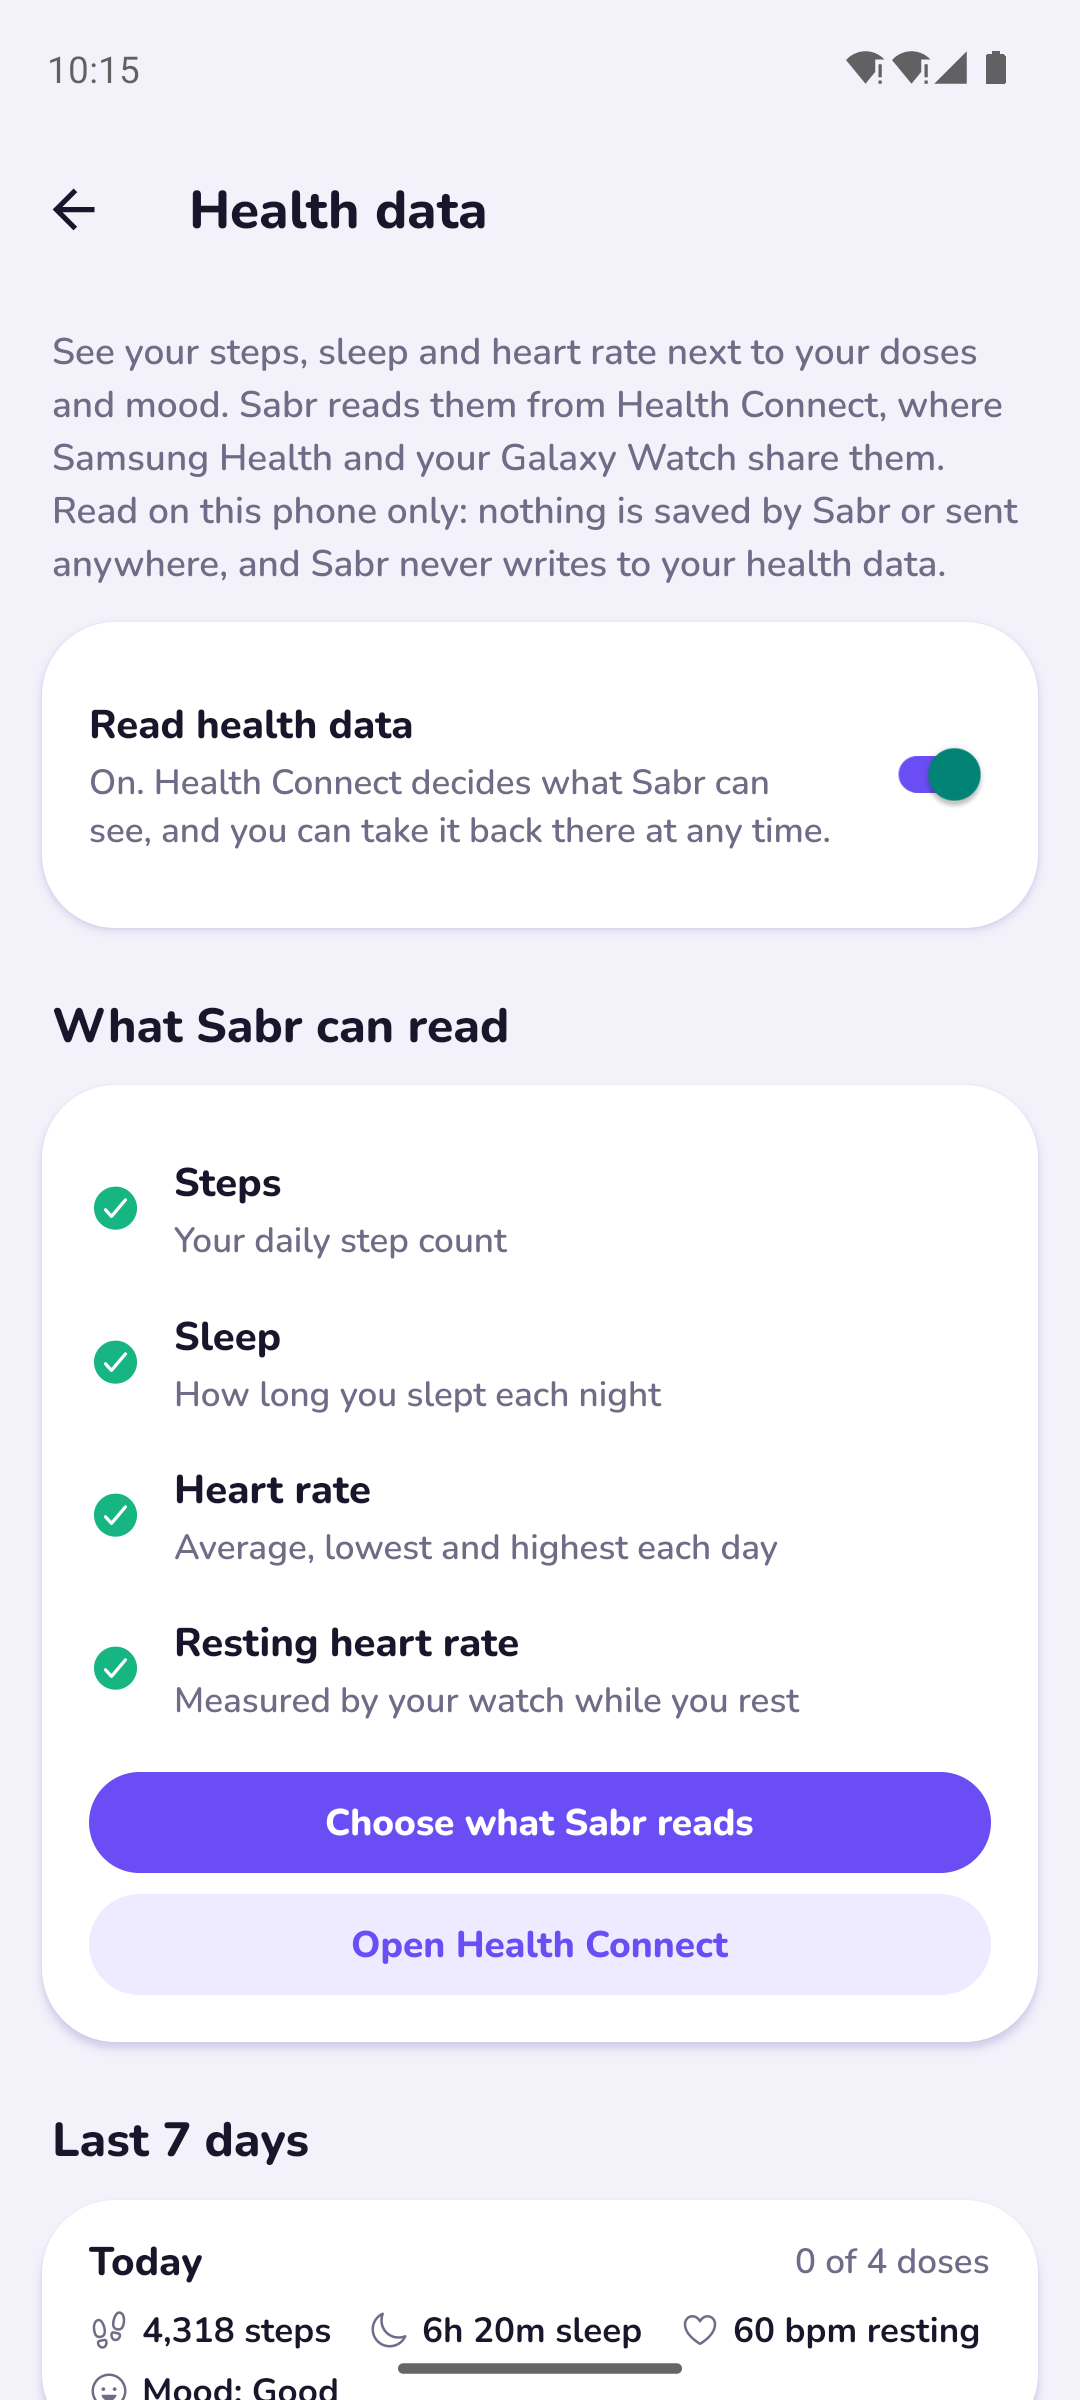 10:15
Health data
See your steps, sleep and heart rate next to your doses
and mood. Sabr reads them from Health Connect, where
Samsung Health and your Galaxy Watch share them.
Read on this phone only: nothing is saved by Sabr or sent
anywhere, and Sabr never writes to your health data.
Read health data
On. Health Connect decides what Sabr can
see, and you can take it back there at any time.
What Sabr can read
Steps
Your daily step count
Sleep
How long you slept each night
Heart rate
Average, lowest and highest each day
Resting heart rate
Measured by your watch while you rest
Choose what Sabr reads
Open Health Connect
Last 7 days
Today 0 of 4 doses
4,318 steps 6h 20m sleep 60 bpm resting
Mood: Good